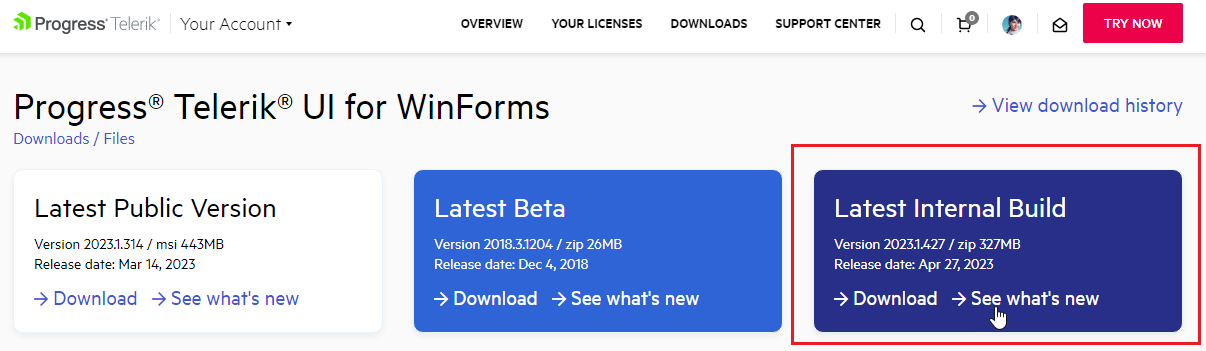 Progress® Telerik® Your Account OVERVIEW YOUR LICENSES DOWNLOADS SUPPORT CENTER 0 TRY NOW
Progress® Telerik® UI for WinForms
→ View download history
Downloads / Files
Latest Public Version
Version 2023.1.314 / msi 443MB
Release date: Mar 14, 2023
→ Download → See what's new
Latest Beta
Version 2018.3.1204 / zip 26MB
Release date: Dec 4, 2018
→ Download → See what's new
Latest Internal Build
Version 2023.1.427 / zip 327MB
Release date: Apr 27, 2023
→ Download → See what's new